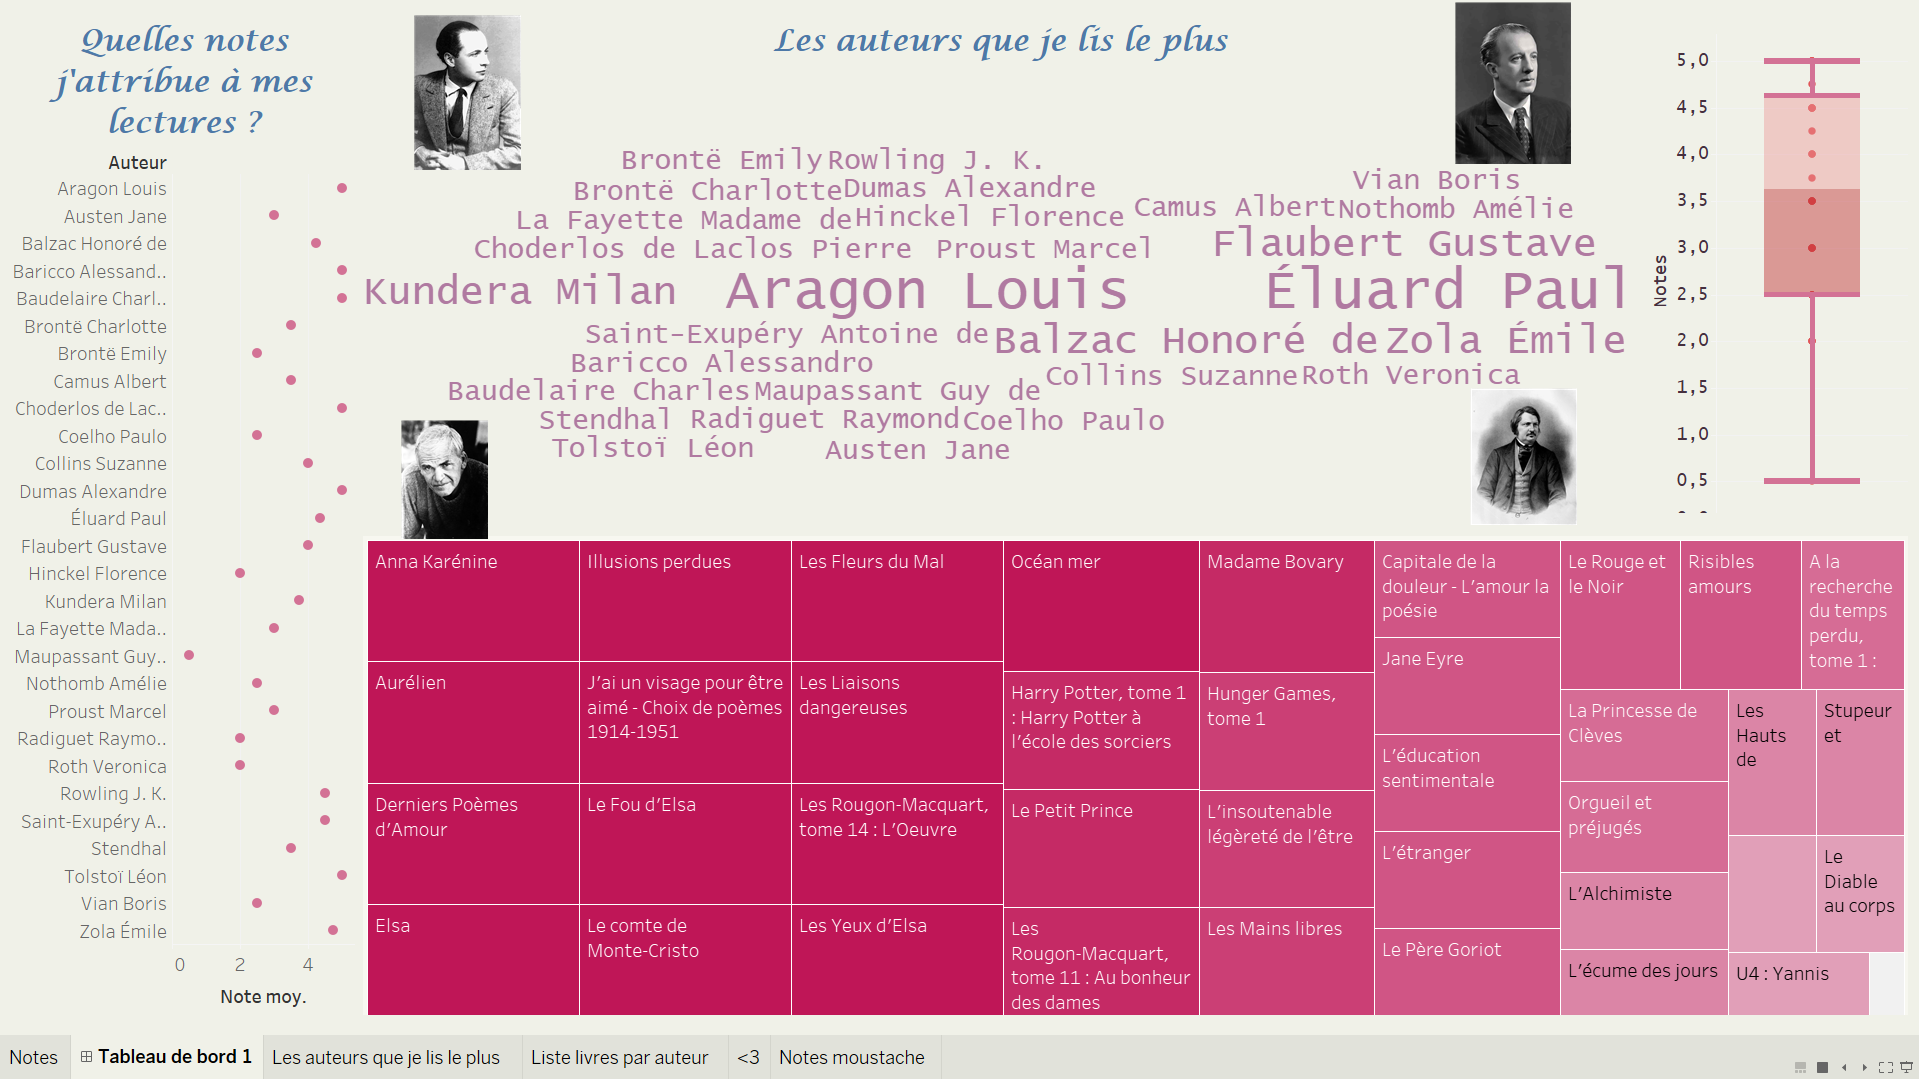 Quelles notes
j'attribue à mes
lectures ?
Auteur
Aragon Louis
Austen Jane
Balzac Honoré de
Baricco Alessand..
Baudelaire Charl..
Brontë Charlotte
Brontë Emily
Camus Albert
Choderlos de Lac..
Coelho Paulo
Collins Suzanne
Dumas Alexandre
Éluard Paul
Flaubert Gustave
Hinckel Florence
Kundera Milan
La Fayette Mada..
Maupassant Guy..
Nothomb Amélie
Proust Marcel
Radiguet Raymo..
Roth Veronica
Rowling J. K.
Saint-Exupéry A..
Stendhal
Tolstoï Léon
Vian Boris
Zola Émile
0 2 4
Note moy.
Les auteurs que je lis le plus
Brontë Emily Rowling J. K.
Brontë Charlotte Dumas Alexandre Vian Boris
La Fayette Madame de Hinckel Florence Camus Albert Nothomb Amélie
Choderlos de Laclos Pierre Proust Marcel Flaubert Gustave
Kundera Milan Aragon Louis Éluard Paul
Saint-Exupéry Antoine de Balzac Honoré de Zola Émile
Baricco Alessandro
Baudelaire Charles Maupassant Guy de Collins Suzanne Roth Veronica
Stendhal Radiguet Raymond Coelho Paulo
Tolstoï Léon Austen Jane
Notes
5,0
4,5
4,0
3,5
3,0
2,5
2,0
1,5
1,0
0,5
Anna Karénine
Aurélien
Derniers Poèmes
d'Amour
Elsa
Illusions perdues
J'ai un visage pour être
aimé - Choix de poèmes
1914-1951
Le Fou d'Elsa
Le comte de
Monte-Cristo
Les Fleurs du Mal
Les Liaisons
dangereuses
Les Rougon-Macquart,
tome 14 : L'Oeuvre
Les Yeux d'Elsa
Océan mer
Harry Potter, tome 1
: Harry Potter à
l'école des sorciers
Le Petit Prince
Les
Rougon-Macquart,
tome 11 : Au bonheur
des dames
Madame Bovary
Hunger Games,
tome 1
L'insoutenable
légèreté de l'être
Les Mains libres
Capitale de la
douleur - L'amour la
poésie
Jane Eyre
L'éducation
sentimentale
L'étranger
Le Père Goriot
Le Rouge et
le Noir
Risibles
amours
A la
recherche
du temps
perdu,
tome 1 :
La Princesse de
Clèves
Orgueil et
préjugés
L'Alchimiste
L'écume des jours
Les
Hauts
de
Stupeur
et
Le
Diable
au corps
U4 : Yannis
Notes
Tableau de bord 1
Les auteurs que je lis le plus
Liste livres par auteur
<3
Notes moustache